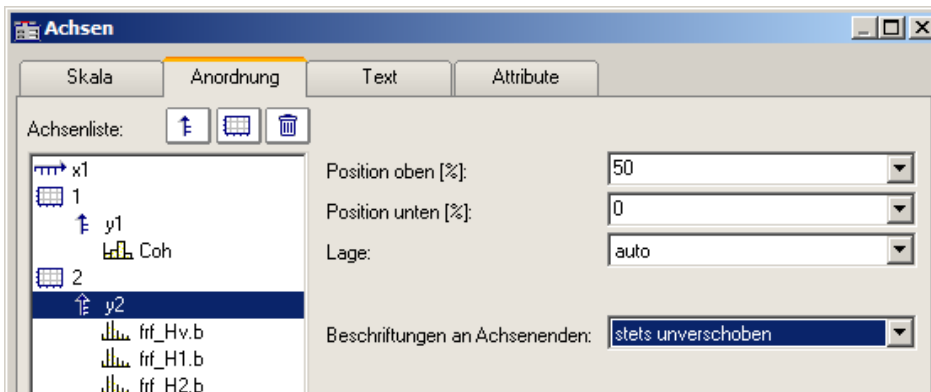 Achsen
Skala Anordnung Text Attribute
Achsenliste:
x1
1
y1
Coh
2
y2
frf_Hv.b
frf_H1.b
frf_H2.b
Position oben [%]: 50
Position unten [%]: 0
Lage: auto
Beschriftungen an Achsenenden: stets unverschoben